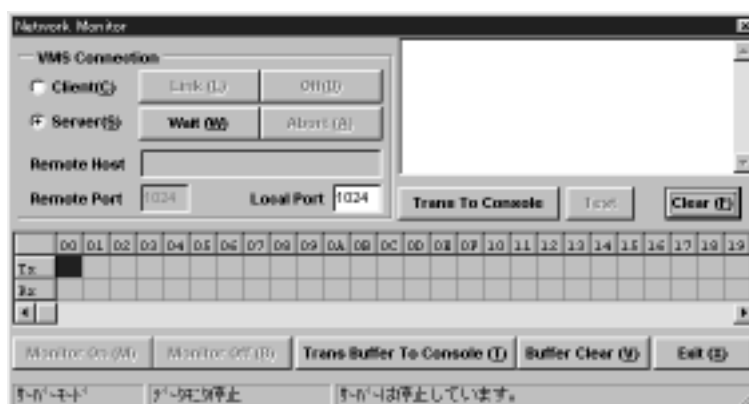 Network Monitor
VMS Connection
Client(C) Link (L) Off(U)
Server(S) Wait (W) Abort (A)
Remote Host
Remote Port 1024 Local Port 1024
Trans To Console Text Clear (F)
00 01 02 03 04 05 06 07 08 09 0A 0B 0C 0D 0E 0F 10 11 12 13 14 15 16 17 18 19
Tx
Rx
Monitor On (M) Monitor Off (R) Trans Buffer To Console (T) Buffer Clear (V) Exit (X)
ｻｰﾊﾞｰﾓｰﾄﾞ ﾃﾞｰﾀﾓﾆﾀ停止 ｻｰﾊﾞｰは停止しています。